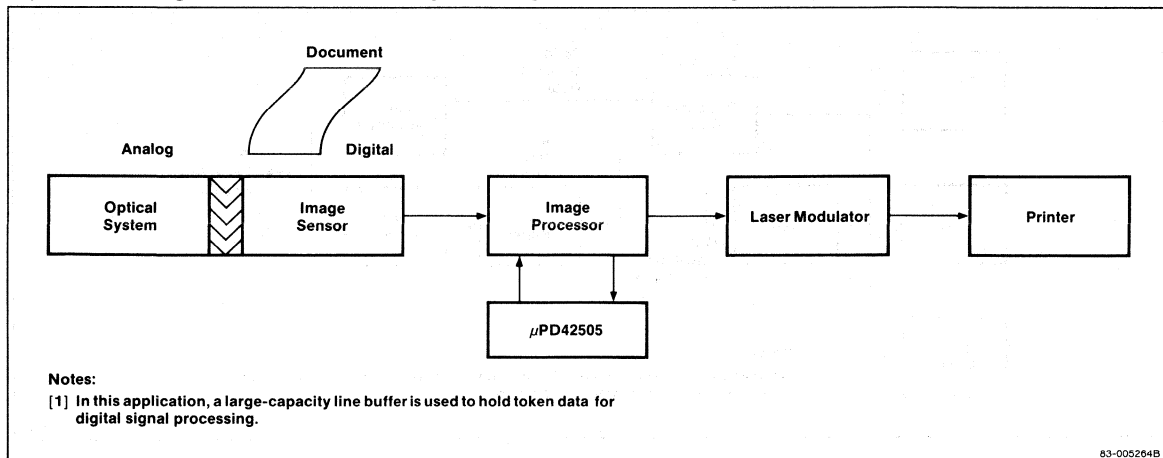 Document
Analog
Digital
Optical
System
Image
Sensor
Image
Processor
Laser Modulator
Printer
μPD42505
Notes:
[1] In this application, a large-capacity line buffer is used to hold token data for
digital signal processing.
83-005264B